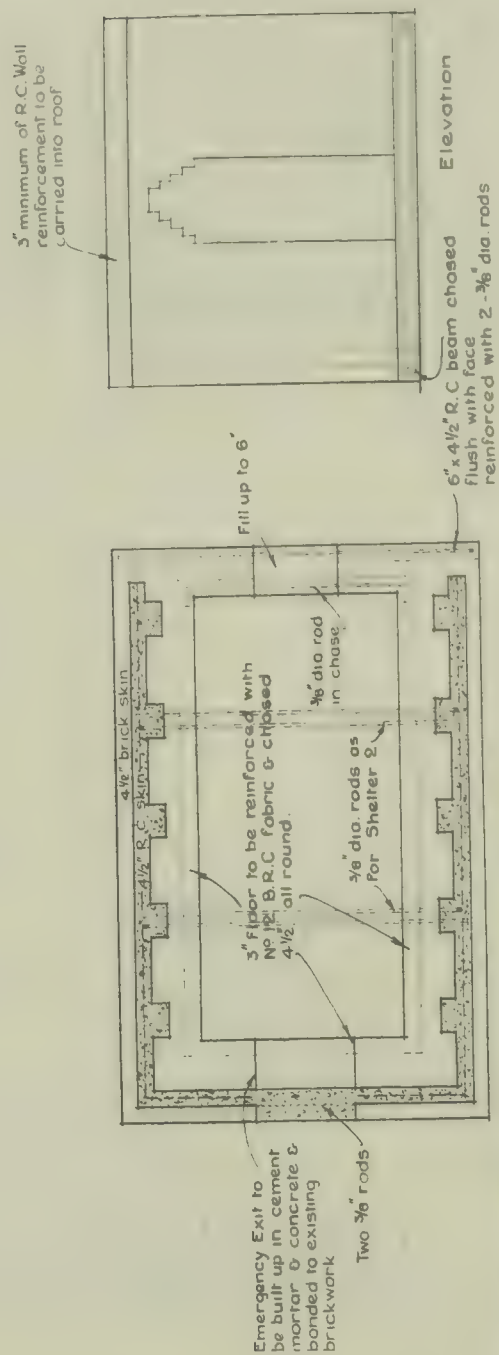 3" minimum of R.C. Wall
reinforcement to be
carried into roof
Elevation
6" x 4½" R.C beam chased
flush with face
reinforced with 2 - ⅜" dia. rods
Fill up to 6"
4½" brick skin
4½" R.C skin
3" Floor to be reinforced with
No 12 B.R.C fabric & chased
4½" all round.
⅜" dia rod
in chase
⅜" dia. rods as
for Shelter 2
Emergency Exit to
be built up in cement
mortar & concrete &
bonded to existing
brickwork
Two ⅜" rods